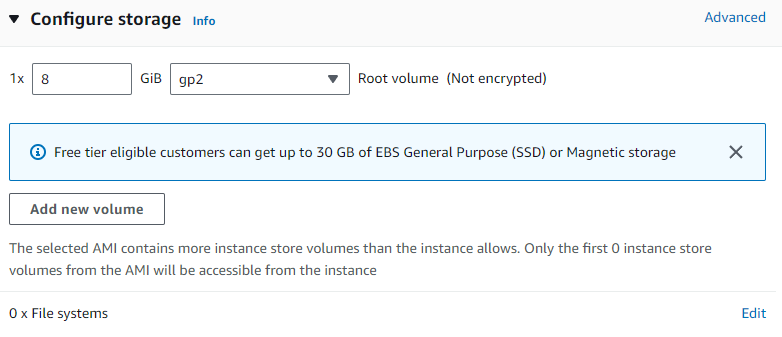 Configure storage Info Advanced
1x 8 GiB gp2 Root volume (Not encrypted)
Free tier eligible customers can get up to 30 GB of EBS General Purpose (SSD) or Magnetic storage
Add new volume
The selected AMI contains more instance store volumes than the instance allows. Only the first 0 instance store
volumes from the AMI will be accessible from the instance
0 x File systems Edit